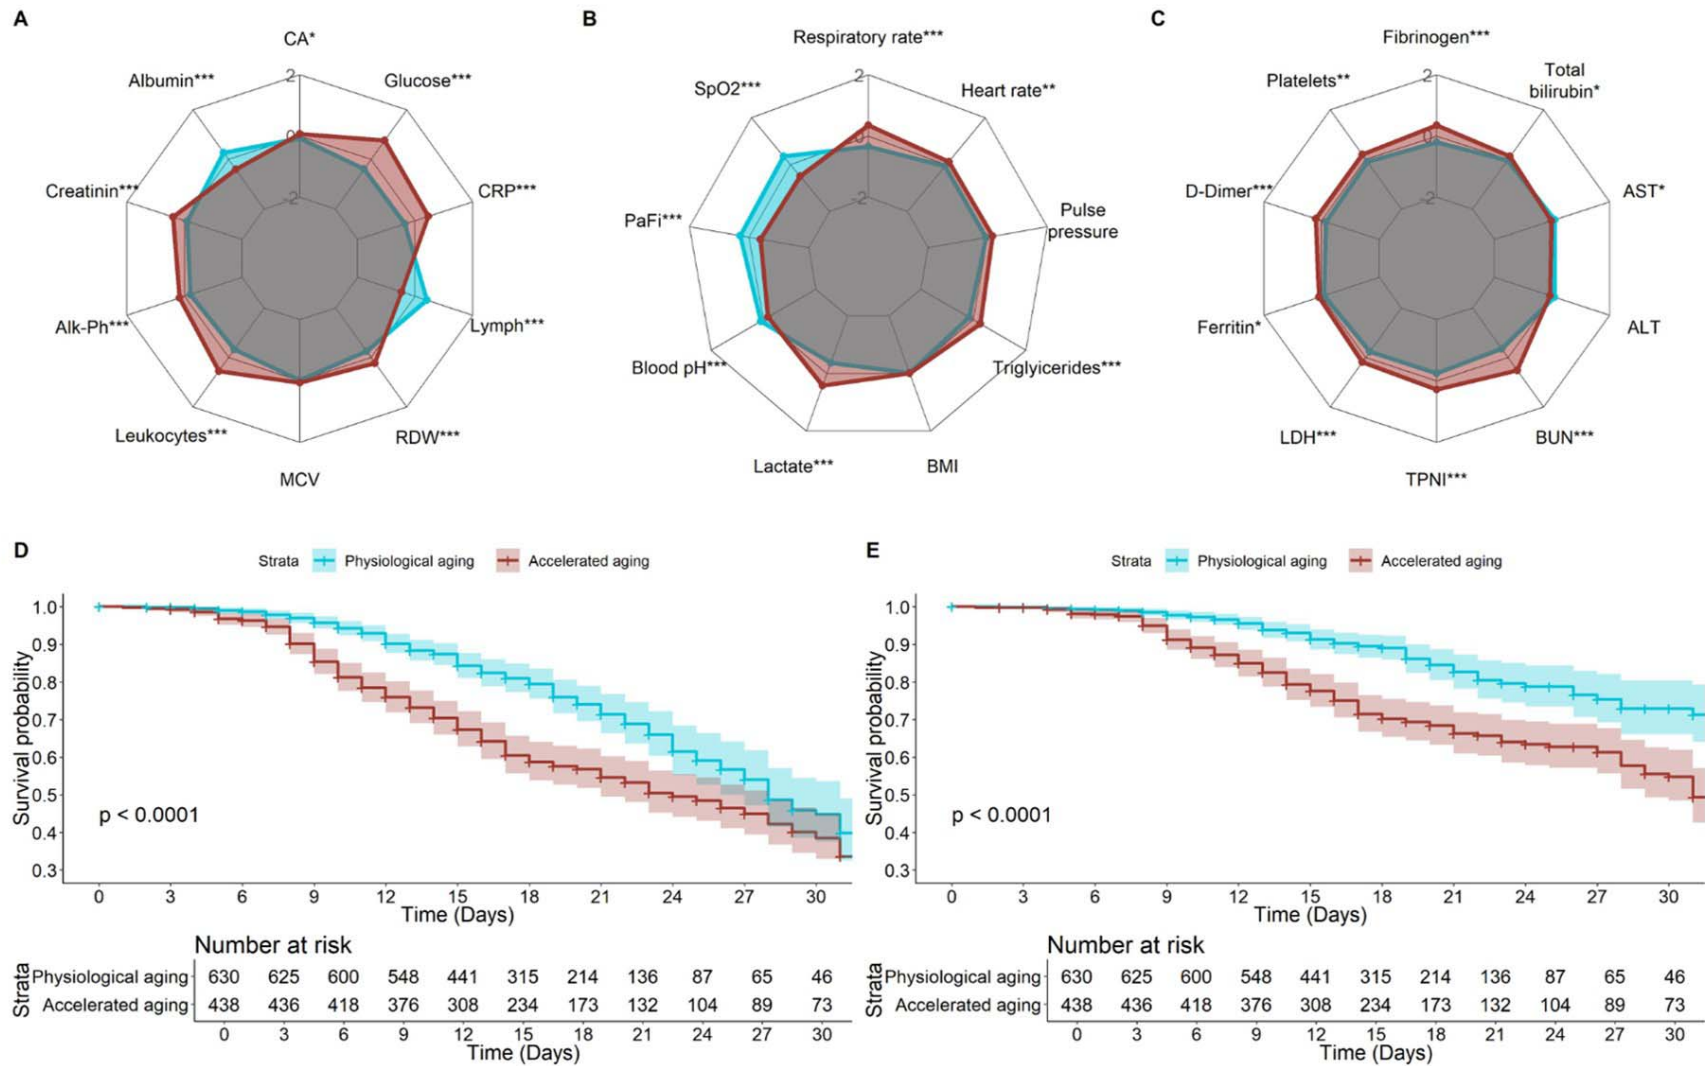 A
B
C
CA*
Glucose***
CRP***
Lymph***
RDW***
MCV
Leukocytes***
Alk-Ph***
Creatinin***
Albumin***
2
0
-2
Respiratory rate***
Heart rate**
Pulse
pressure
Triglyicerides***
BMI
Lactate***
Blood pH***
PaFi***
SpO2***
2
0
-2
Fibrinogen***
Total
bilirubin*
AST*
ALT
BUN***
TPNI***
LDH***
Ferritin*
D-Dimer***
Platelets**
2
0
-2
D
Strata Physiological aging Accelerated aging
Survival probability
1.0
0.9
0.8
0.7
0.6
0.5
0.4
0.3
p < 0.0001
0 3 6 9 12 15 18 21 24 27 30
Time (Days)
Number at risk
Strata
Physiological aging 630 625 600 548 441 315 214 136 87 65 46
Accelerated aging 438 436 418 376 308 234 173 132 104 89 73
0 3 6 9 12 15 18 21 24 27 30
Time (Days)
E
Strata Physiological aging Accelerated aging
Survival probability
1.0
0.9
0.8
0.7
0.6
0.5
0.4
0.3
p < 0.0001
0 3 6 9 12 15 18 21 24 27 30
Time (Days)
Number at risk
Strata
Physiological aging 630 625 600 548 441 315 214 136 87 65 46
Accelerated aging 438 436 418 376 308 234 173 132 104 89 73
0 3 6 9 12 15 18 21 24 27 30
Time (Days)